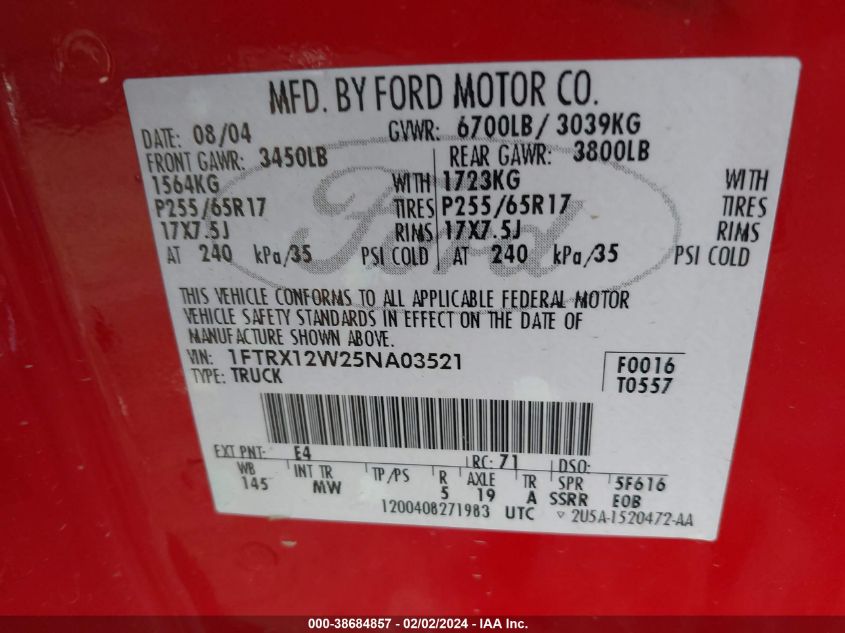 MFD. BY FORD MOTOR CO.
DATE: 08/04 GVWR: 6700LB / 3039KG
FRONT GAWR: 3450LB REAR GAWR: 3800LB
1564KG WITH 1723KG WITH
P255/65R17 TIRES P255/65R17 TIRES
17X7.5J RIMS 17X7.5J RIMS
AT 240 kPa/35 PSI COLD AT 240 kPa/35 PSI COLD
Ford
THIS VEHICLE CONFORMS TO ALL APPLICABLE FEDERAL MOTOR
VEHICLE SAFETY STANDARDS IN EFFECT ON THE DATE OF
MANUFACTURE SHOWN ABOVE.
VIN: 1FTRX12W25NA03521 F0016
TYPE: TRUCK T0557
EXT PNT: E4 RC: 71 DSO:
WB INT TR TP/PS R AXLE TR SPR 5F616
145 MW 5 19 A SSRR EOB
1200408271983 UTC ▽ 2U5A-1520472-AA
000-38684857 - 02/02/2024 - IAA Inc.